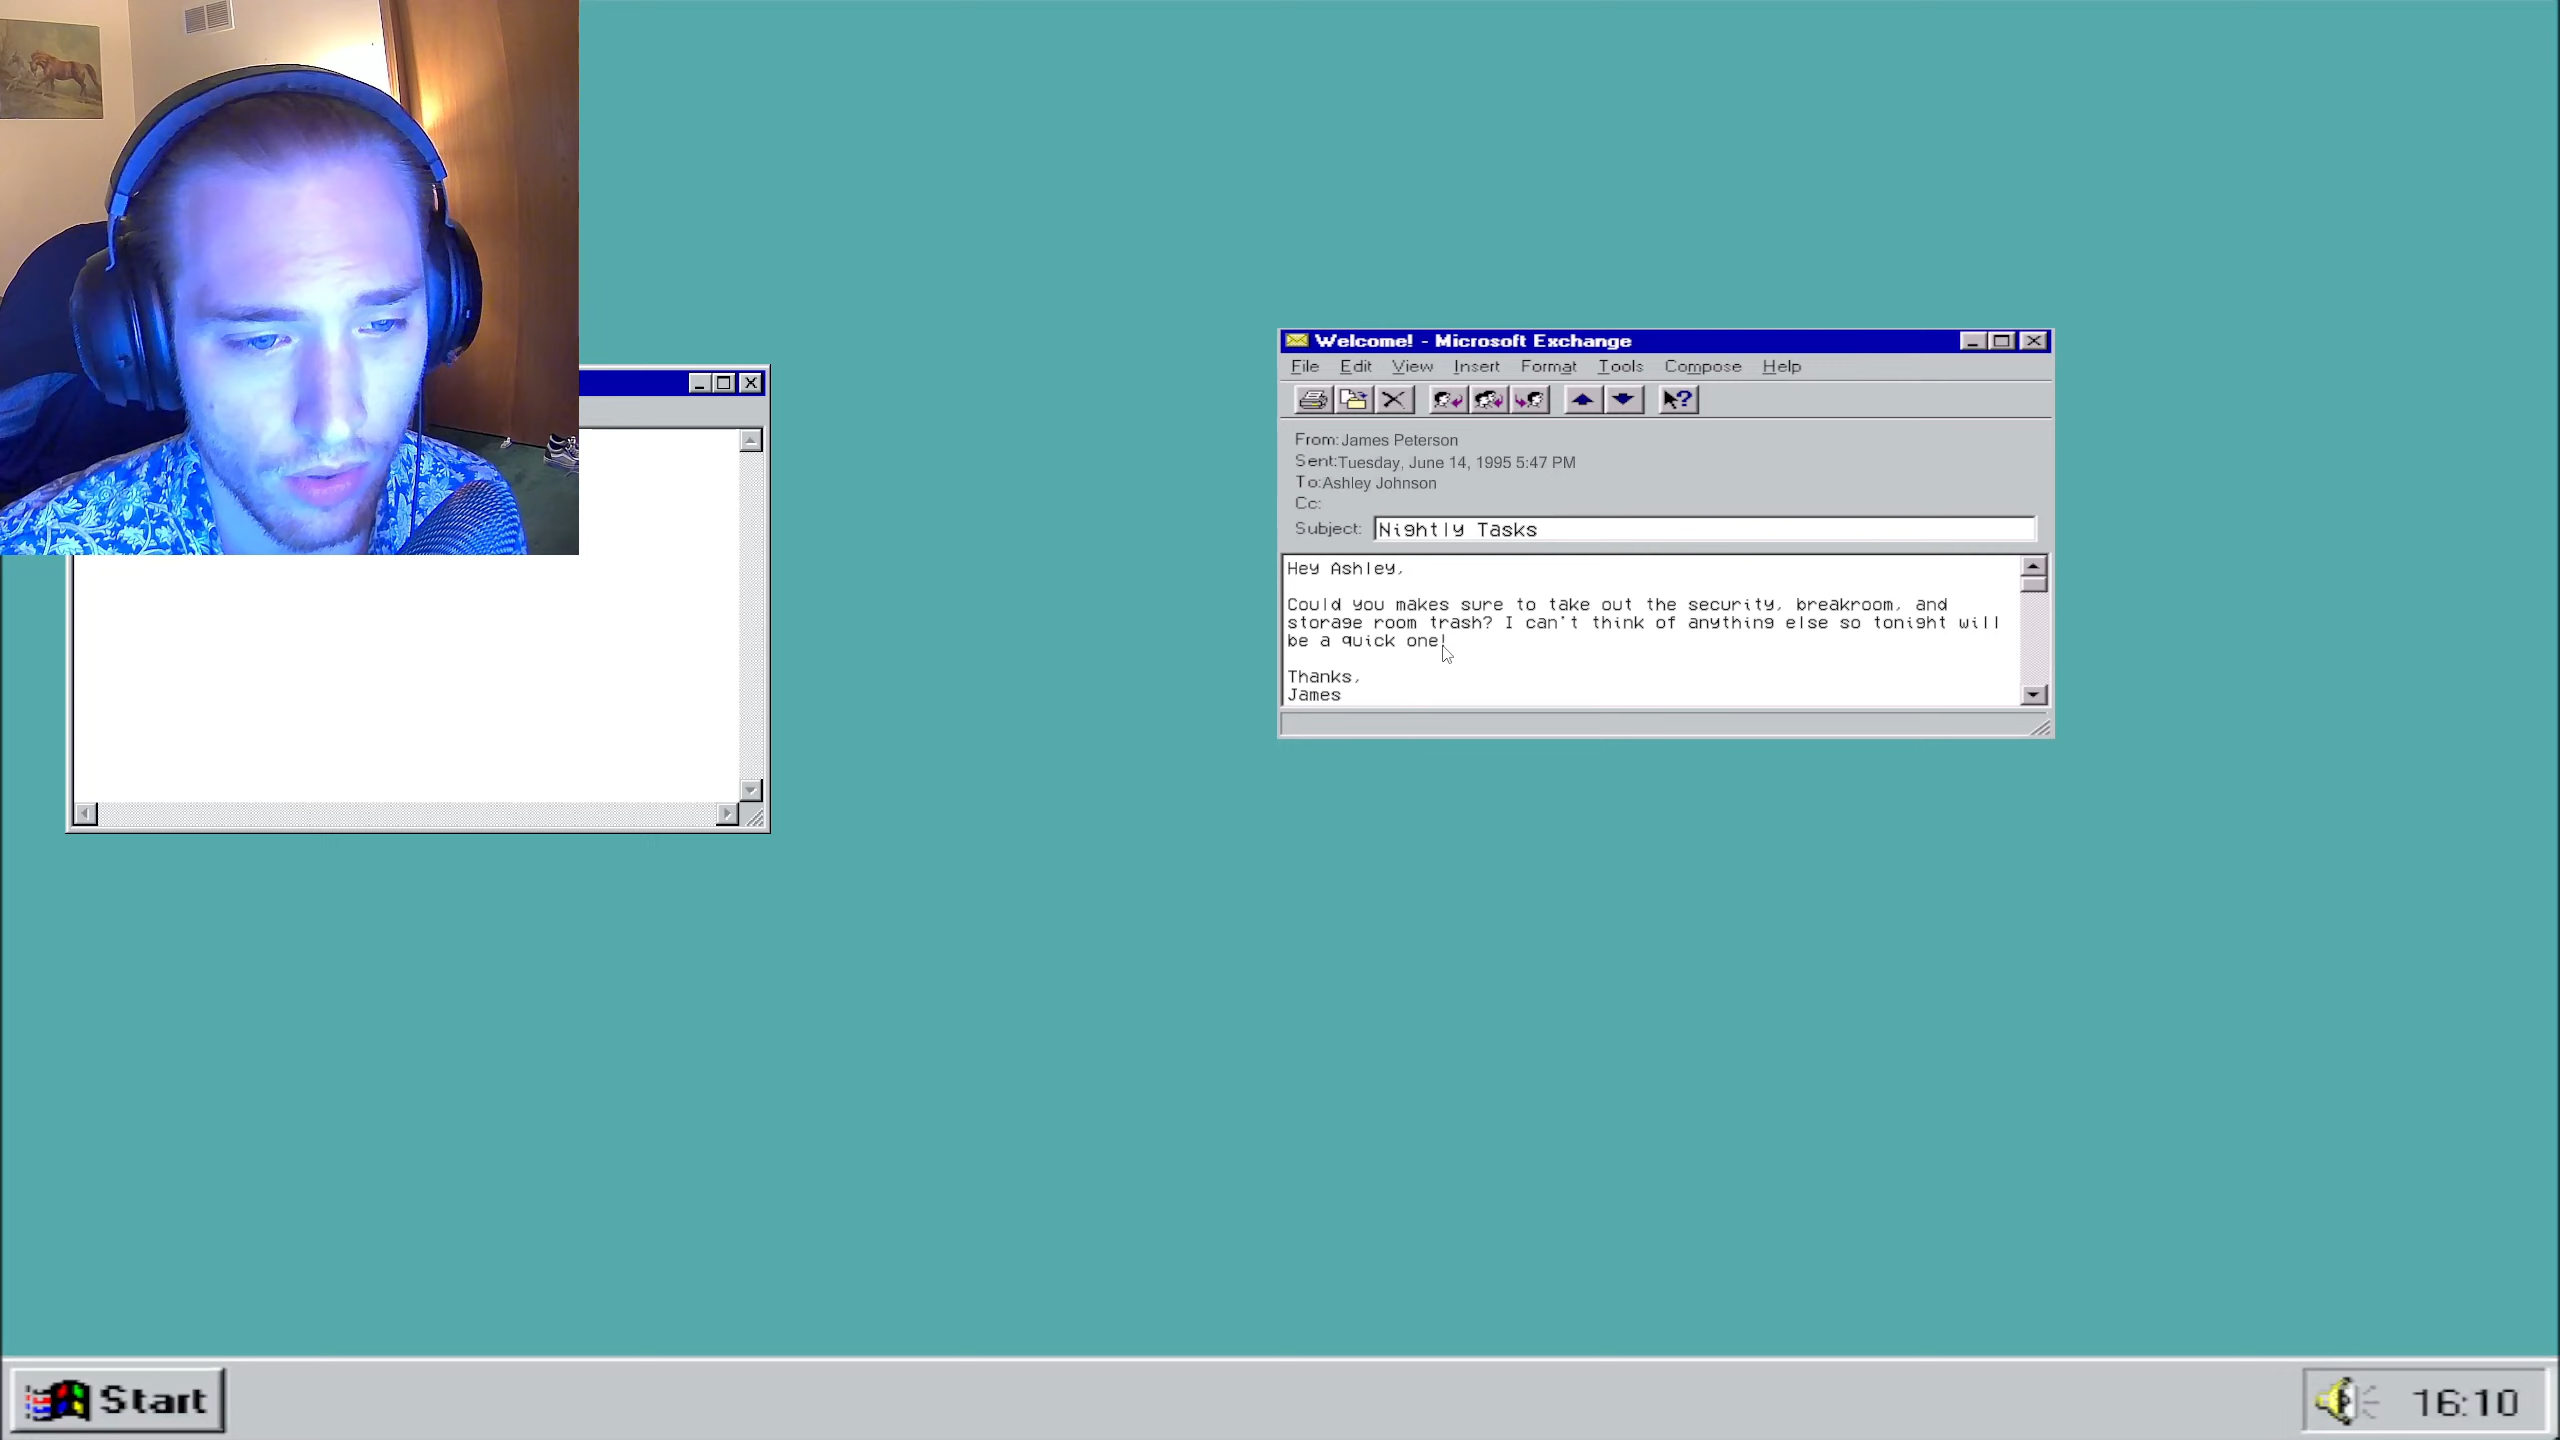 Welcome! - Microsoft Exchange
File Edit View Insert Format Tools Compose Help
From: James Peterson
Sent: Tuesday, June 14, 1995 5:47 PM
To: Ashley Johnson
Cc:
Subject: Nightly Tasks
Hey Ashley,
Could you makes sure to take out the security, breakroom, and
storage room trash? I can't think of anything else so tonight will
be a quick one!
Thanks,
James
Start
16:10